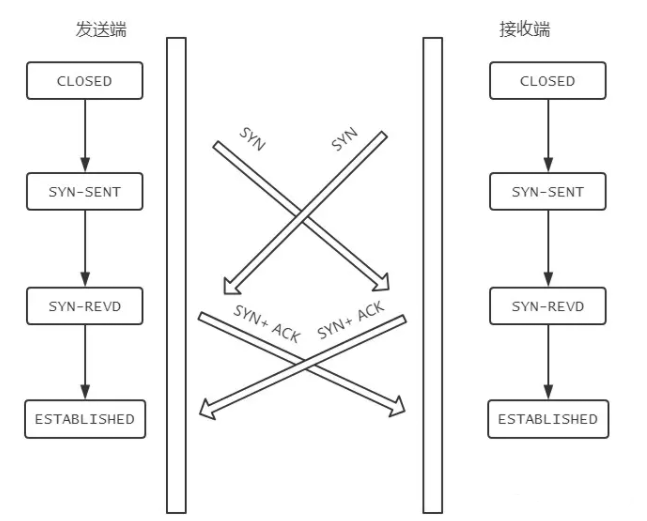 发送端
接收端
CLOSED
CLOSED
SYN
SYN
SYN-SENT
SYN-SENT
SYN-REVD
SYN-REVD
SYN+ ACK
SYN+ ACK
ESTABLISHED
ESTABLISHED